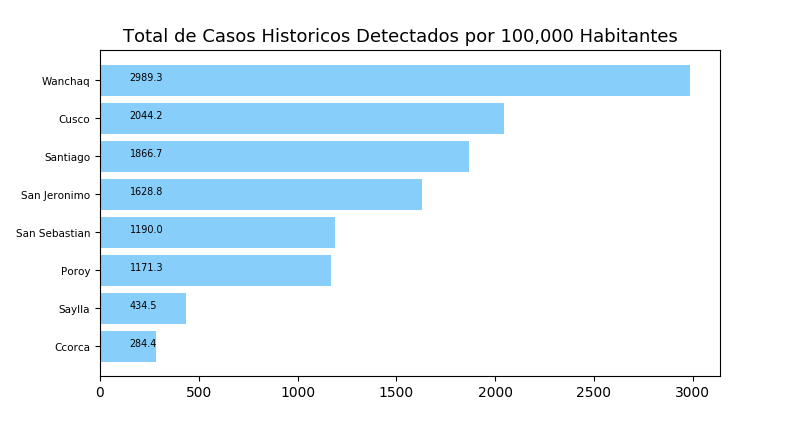 Total de Casos Historicos Detectados por 100,000 Habitantes
Wanchaq 2989.3
Cusco 2044.2
Santiago 1866.7
San Jeronimo 1628.8
San Sebastian 1190.0
Poroy 1171.3
Saylla 434.5
Ccorca 284.4
0 500 1000 1500 2000 2500 3000